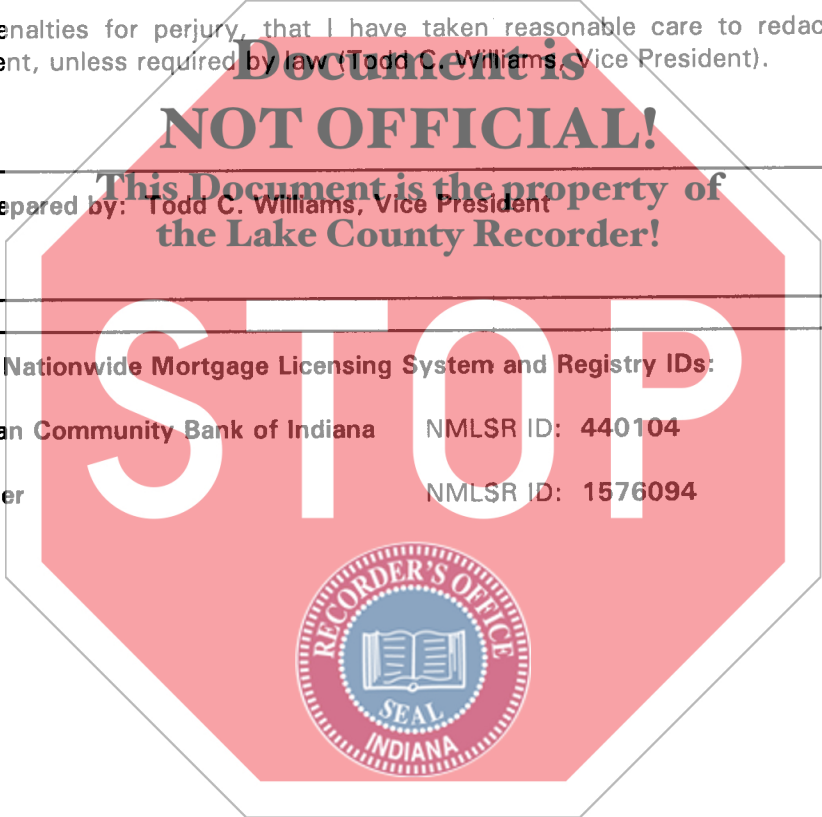 enalties for perjury, that I have taken reasonable care to redac
ent, unless required by law (Todd C. Williams, Vice President).
Document is
NOT OFFICIAL!
This Document is the property of
the Lake County Recorder!
epared by: Todd C. Williams, Vice President
STOP
Nationwide Mortgage Licensing System and Registry IDs:
an Community Bank of Indiana NMLSR ID: 440104
er NMLSR ID: 1576094
RECORDER'S OFFICE
SEAL
INDIANA